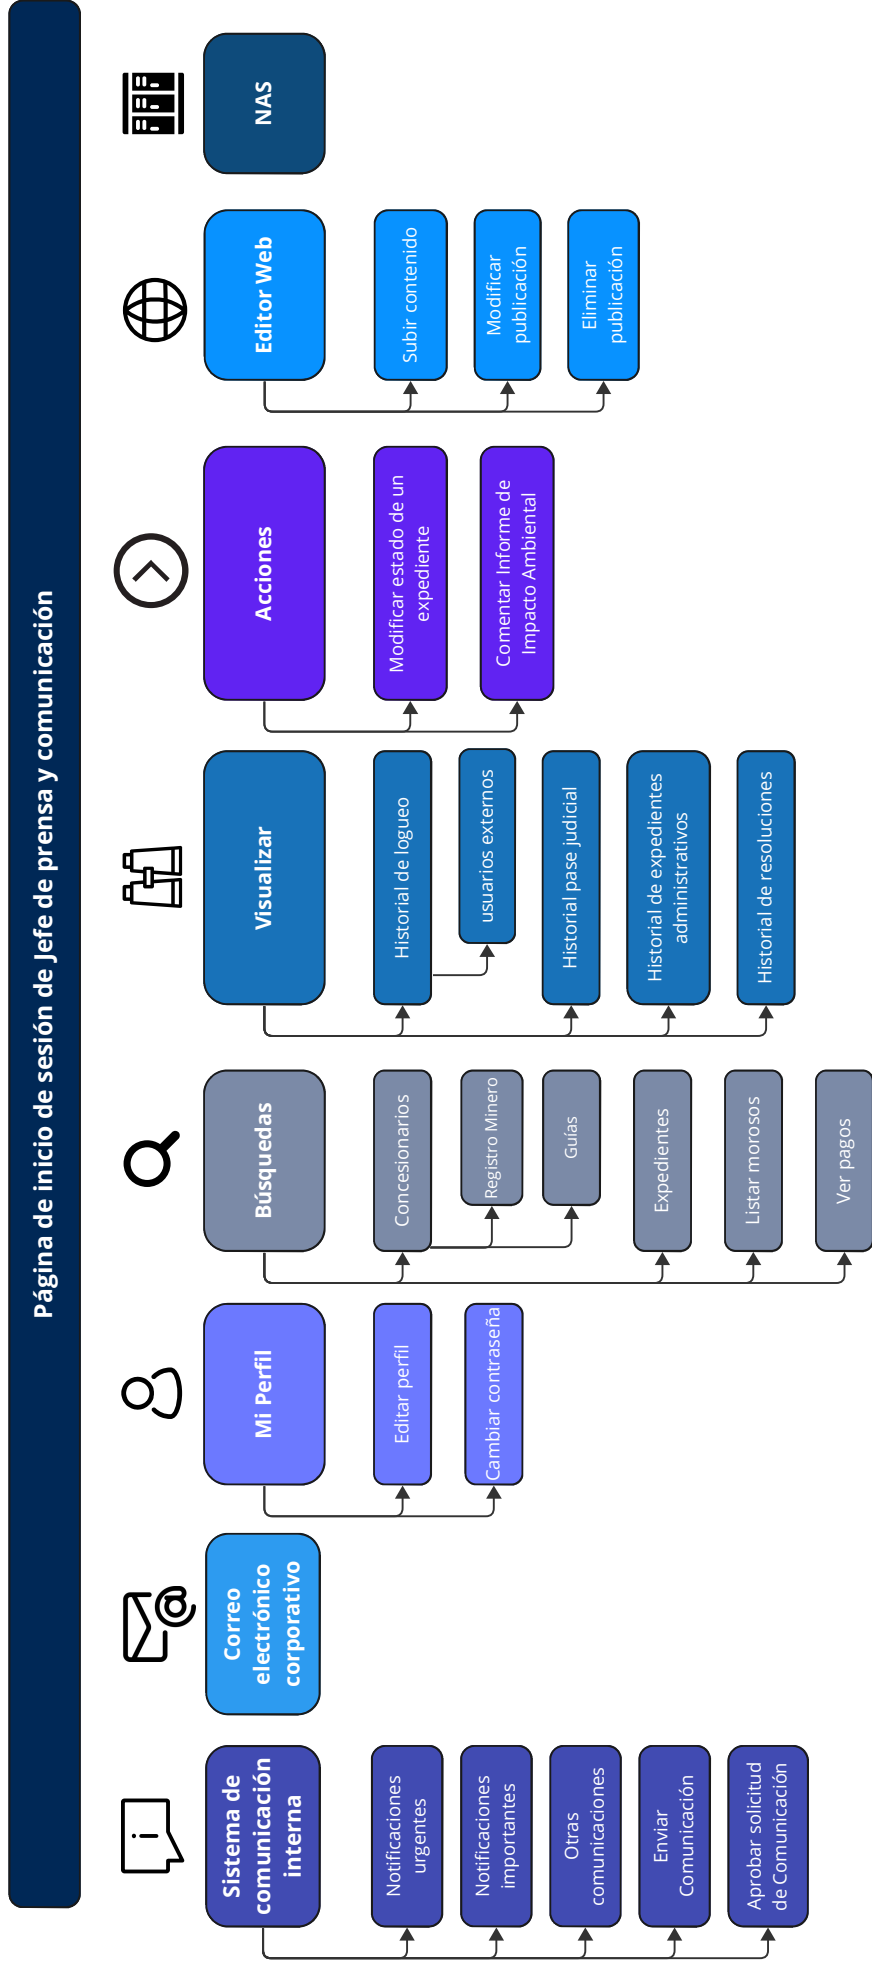 Página de inicio de sesión de Jefe de prensa y comunicación
Sistema de
comunicación
interna
Notificaciones
urgentes
Notificaciones
importantes
Otras
comunicaciones
Enviar
Comunicación
Aprobar solicitud
de Comunicación
Correo
electrónico
corporativo
Mi Perfil
Editar perfil
Cambiar contraseña
Búsquedas
Concesionarios
Registro Minero
Guías
Expedientes
Listar morosos
Ver pagos
Visualizar
Historial de logueo
usuarios externos
Historial pase judicial
Historial de expedientes
administrativos
Historial de resoluciones
Acciones
Modificar estado de un
expediente
Comentar Informe de
Impacto Ambiental
Editor Web
Subir contenido
Modificar
publicación
Eliminar
publicación
NAS